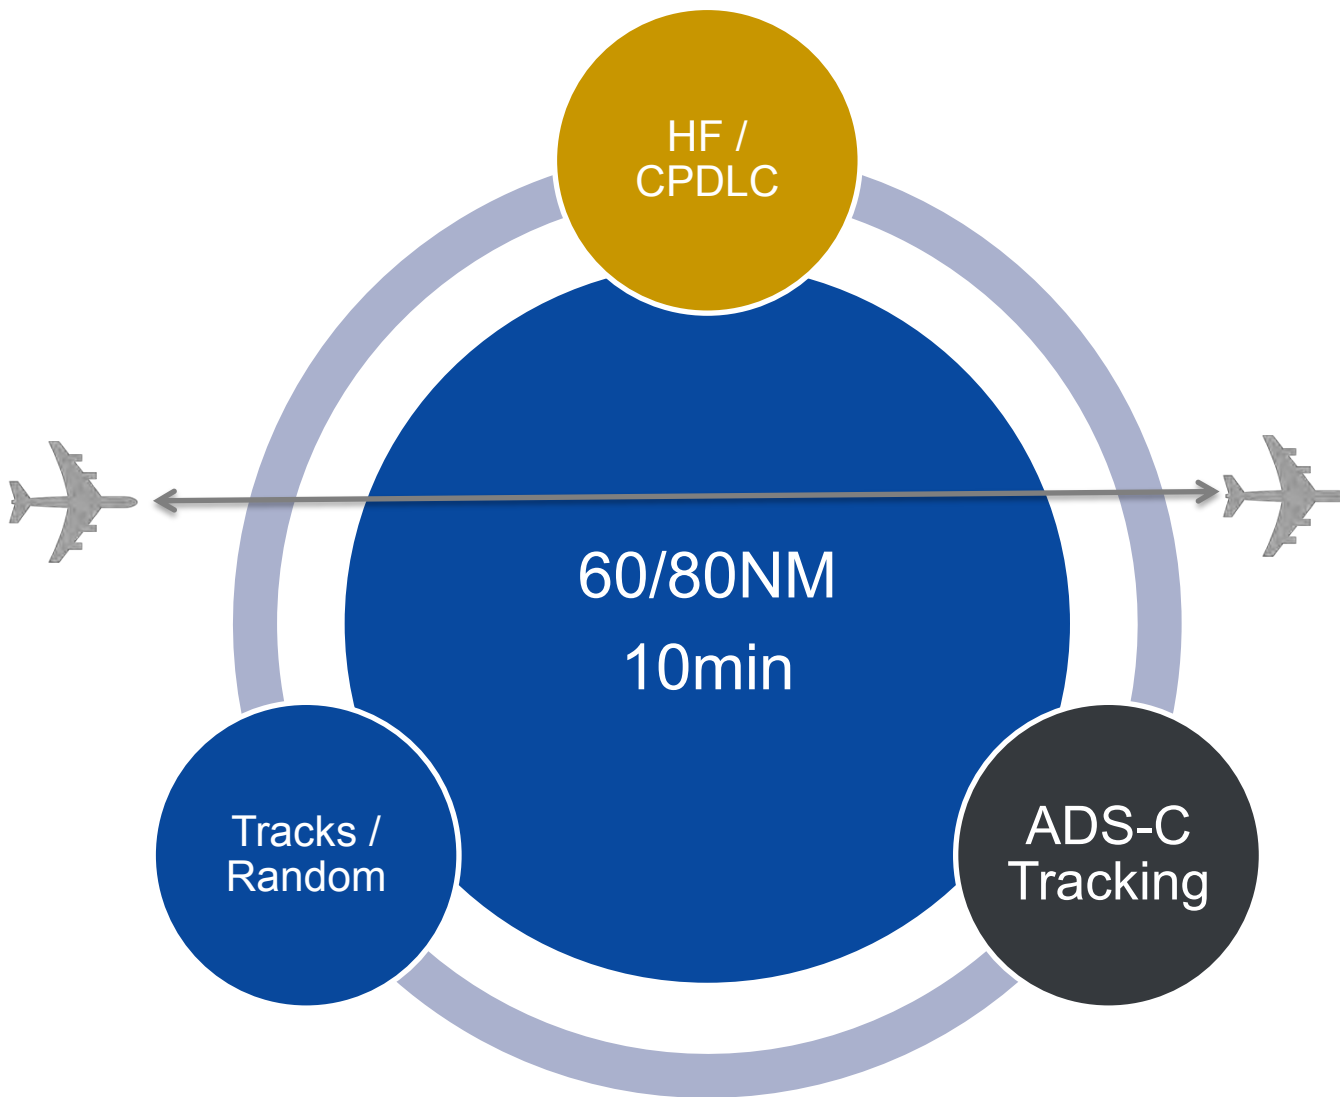 HF /
CPDLC
60/80NM
10min
Tracks /
Random
ADS-C
Tracking